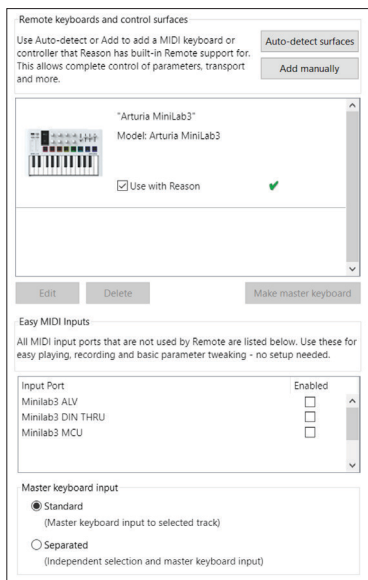 Remote keyboards and control surfaces
Use Auto-detect or Add to add a MIDI keyboard or
controller that Reason has built-in Remote support for.
This allows complete control of parameters, transport
and more.
Auto-detect surfaces
Add manually
"Arturia MiniLab3"
Model: Arturia MiniLab3
Use with Reason
Edit
Delete
Make master keyboard
Easy MIDI Inputs
All MIDI input ports that are not used by Remote are listed below. Use these for
easy playing, recording and basic parameter tweaking - no setup needed.
Input Port
Enabled
Minilab3 ALV
Minilab3 DIN THRU
Minilab3 MCU
Master keyboard input
Standard
(Master keyboard input to selected track)
Separated
(Independent selection and master keyboard input)